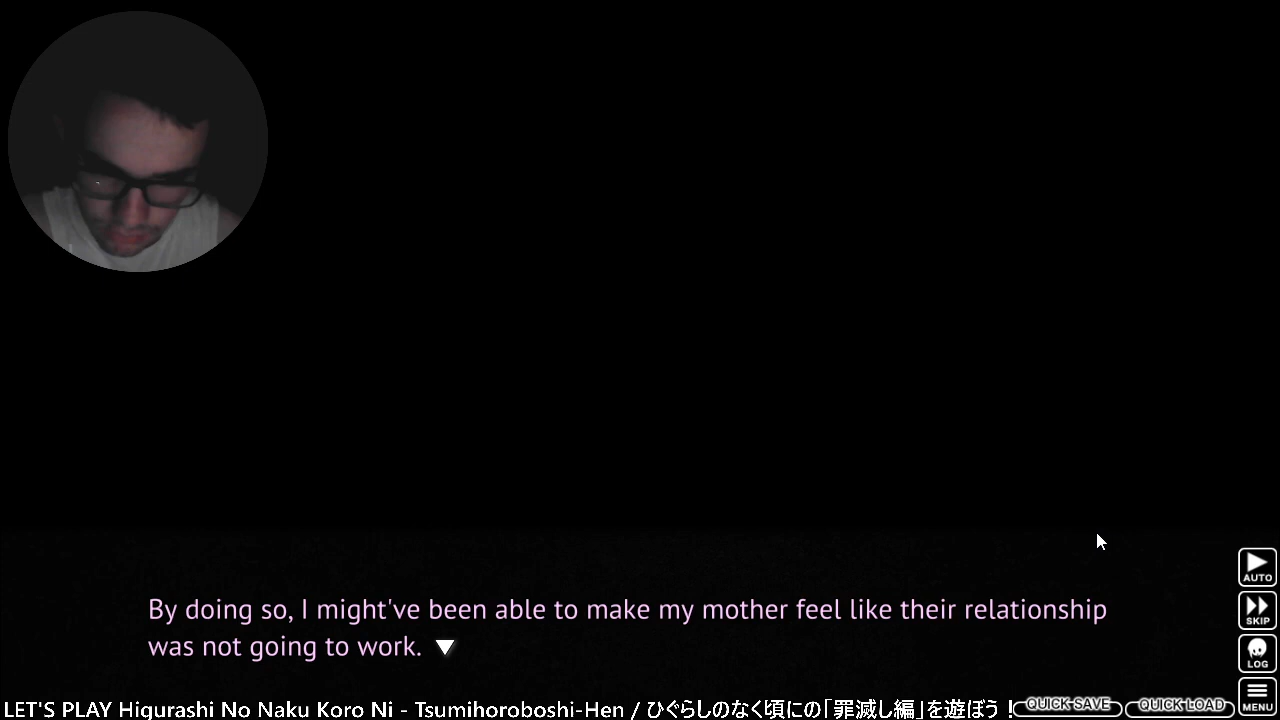 By doing so, I might've been able to make my mother feel like their relationship
was not going to work.
AUTO
SKIP
LOG
MENU
QUICK SAVE
QUICK LOAD
LET'S PLAY Higurashi No Naku Koro Ni - Tsumihoroboshi-Hen / ひぐらしのなく頃にの「罪滅し編」を遊ぼう！